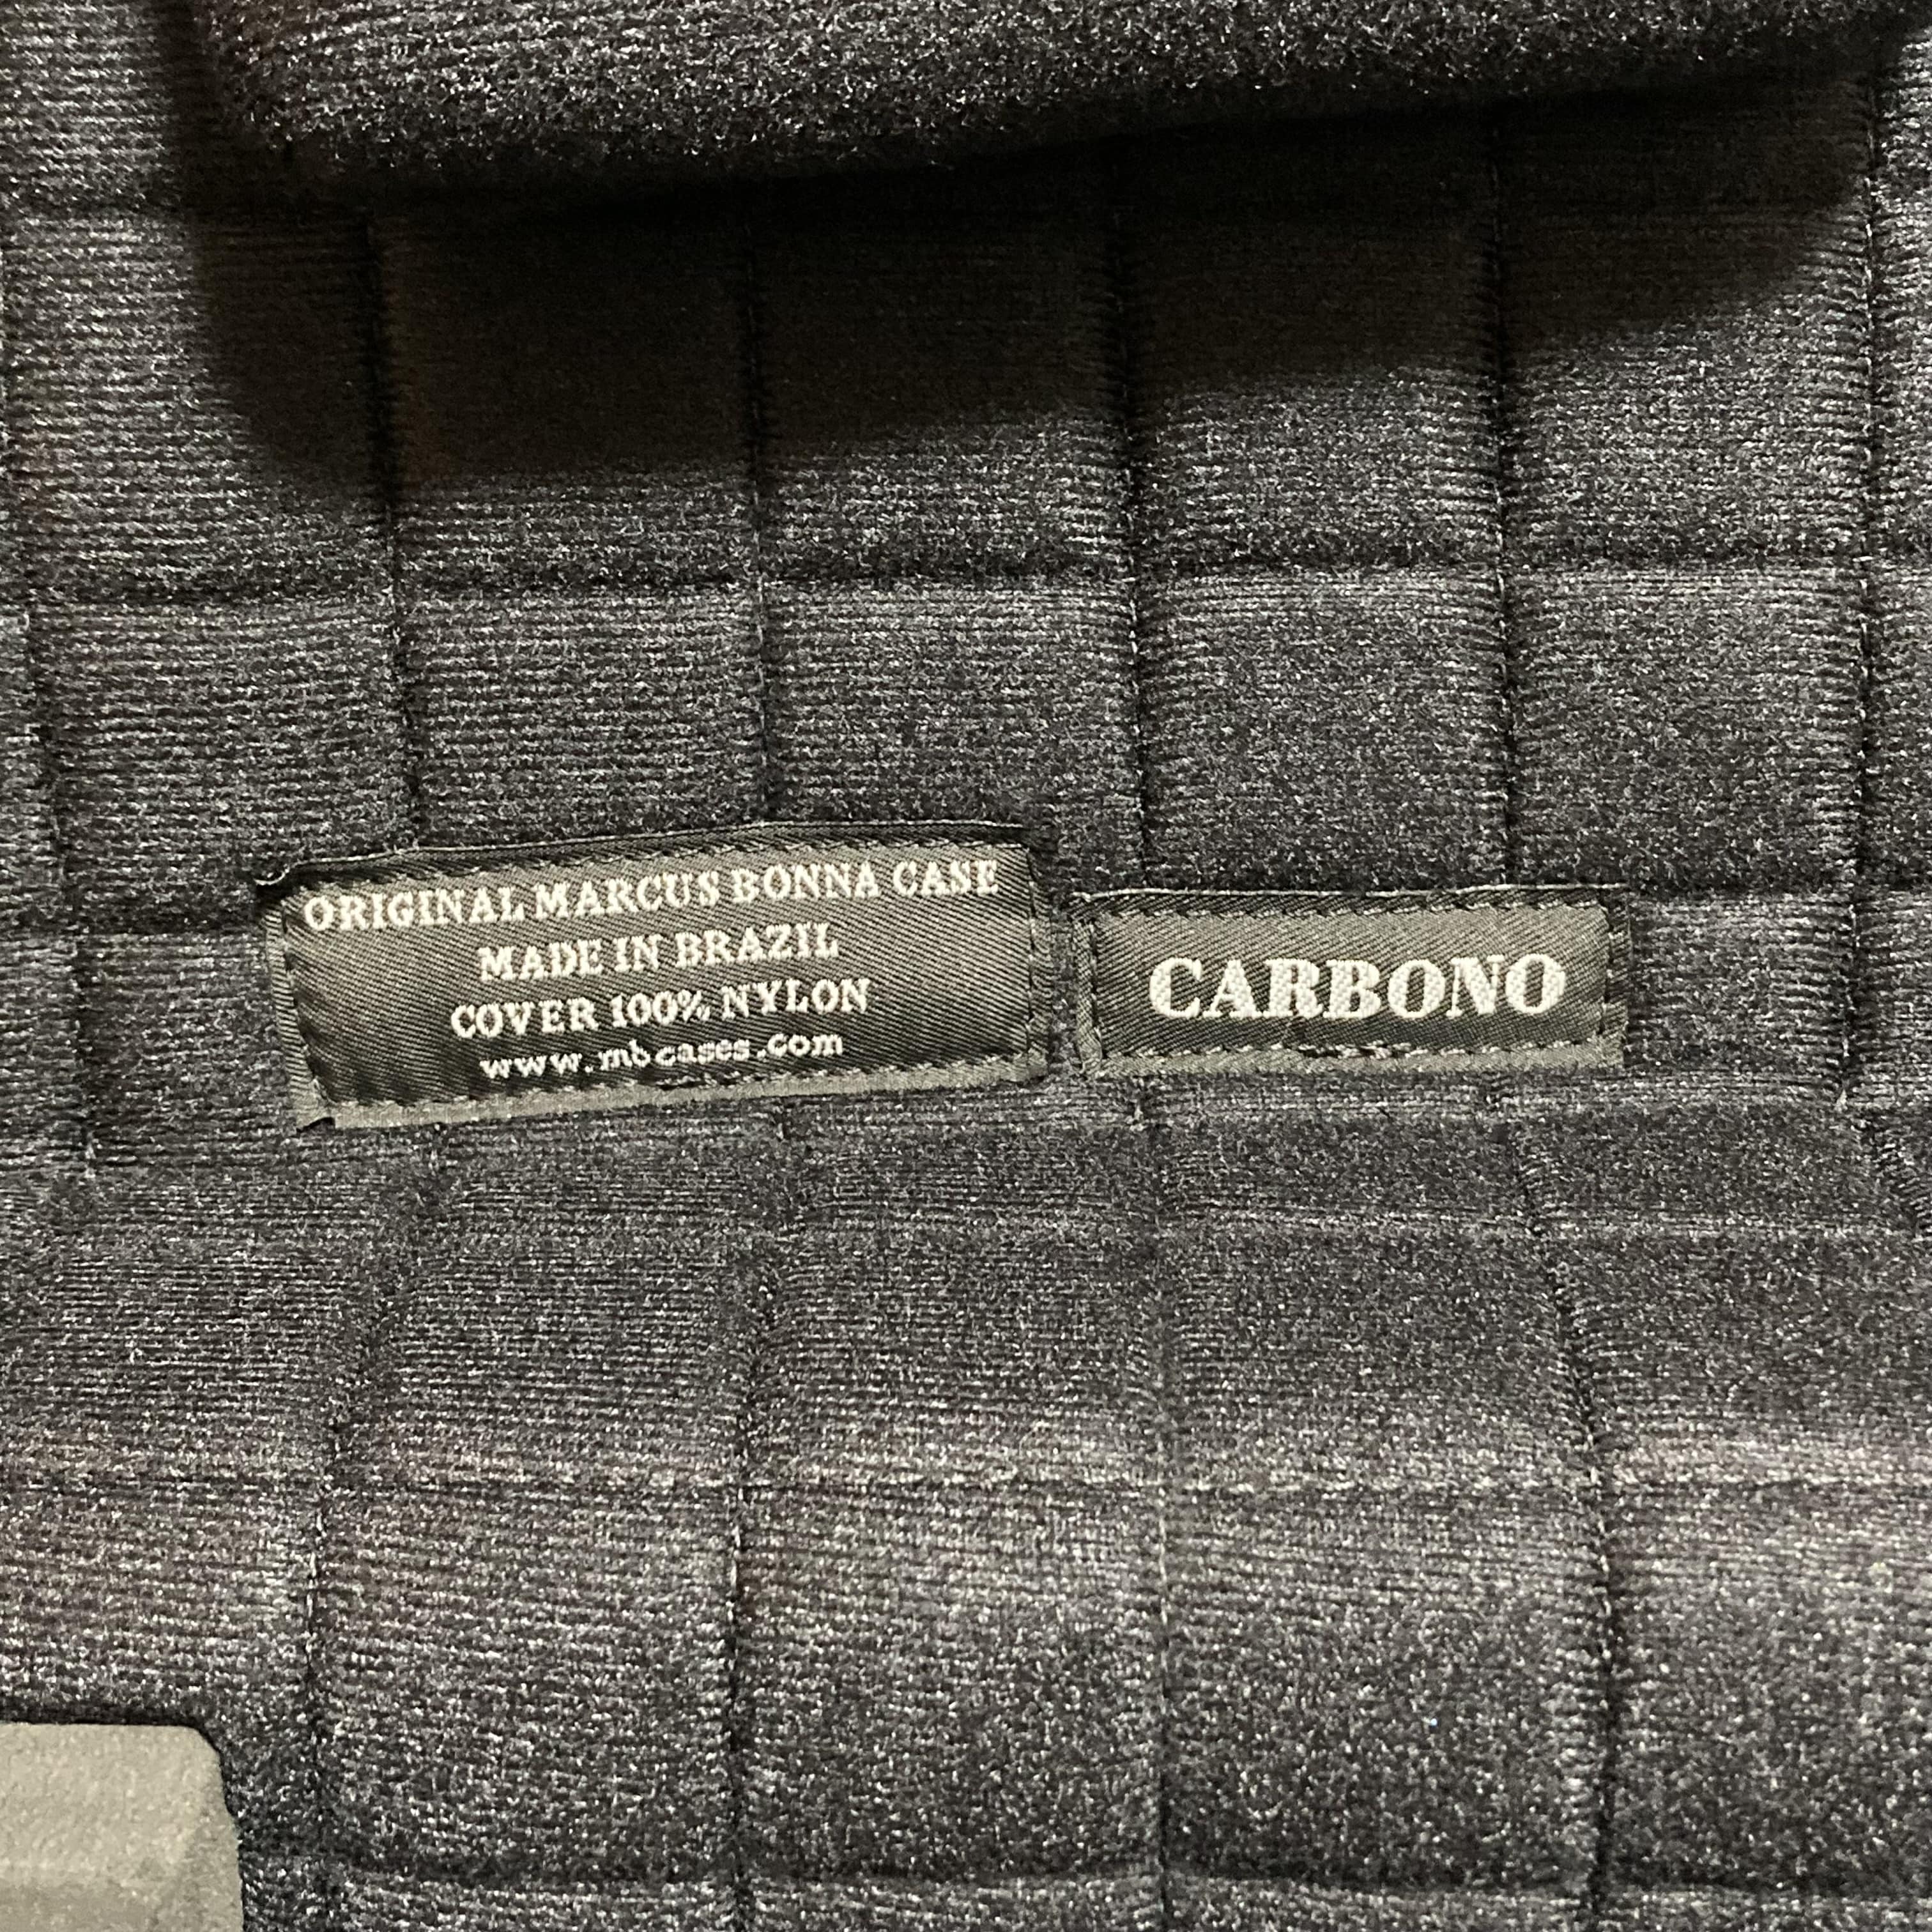 ORIGINAL MARCUS BONNA CASE
MADE IN BRAZIL
COVER 100% NYLON
www.mbcases.com
CARBONO